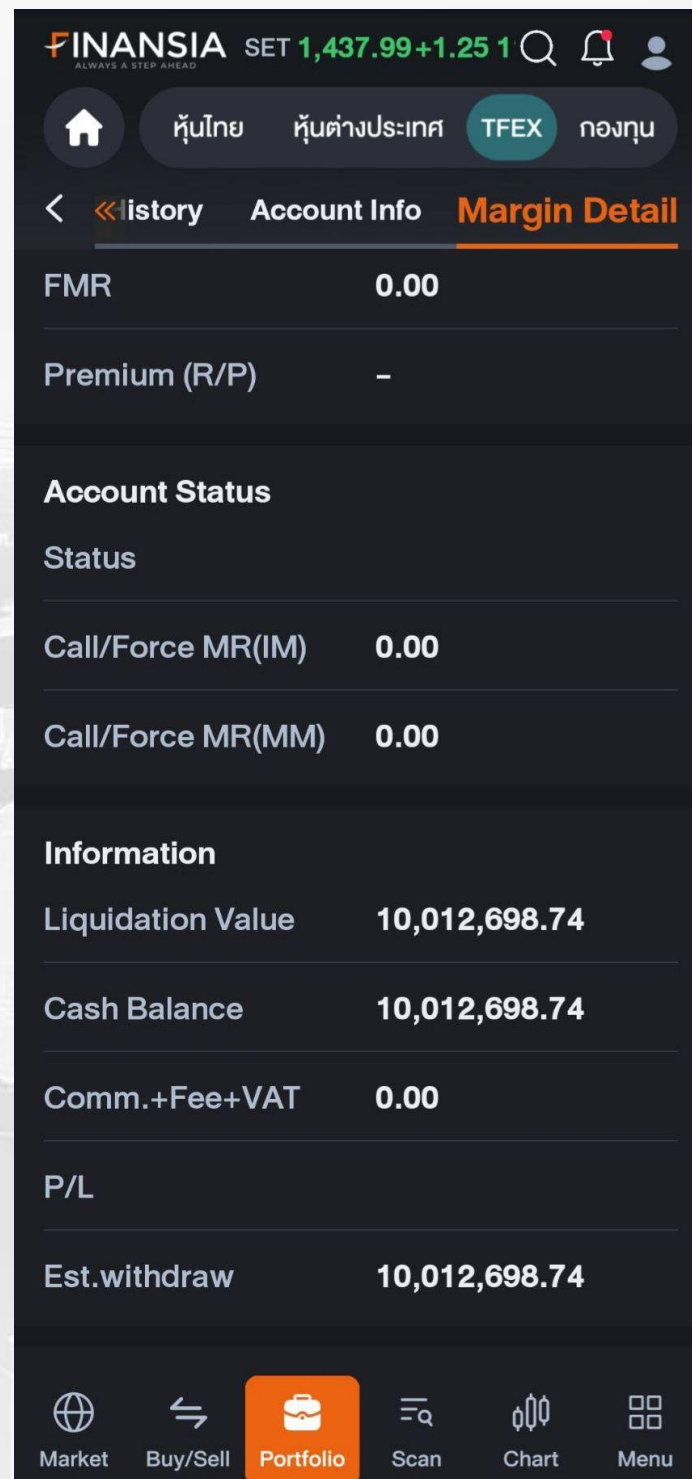 FINANSIA SET 1,437.99+1.25 1
ALWAYS A STEP AHEAD
หุ้นไทย หุ้นต่างประเทศ TFEX กองทุน
istory Account Info Margin Detail
FMR 0.00
Premium (R/P) -
Account Status
Status
Call/Force MR(IM) 0.00
Call/Force MR(MM) 0.00
Information
Liquidation Value 10,012,698.74
Cash Balance 10,012,698.74
Comm.+Fee+VAT 0.00
P/L
Est.withdraw 10,012,698.74
Market Buy/Sell Portfolio Scan Chart Menu